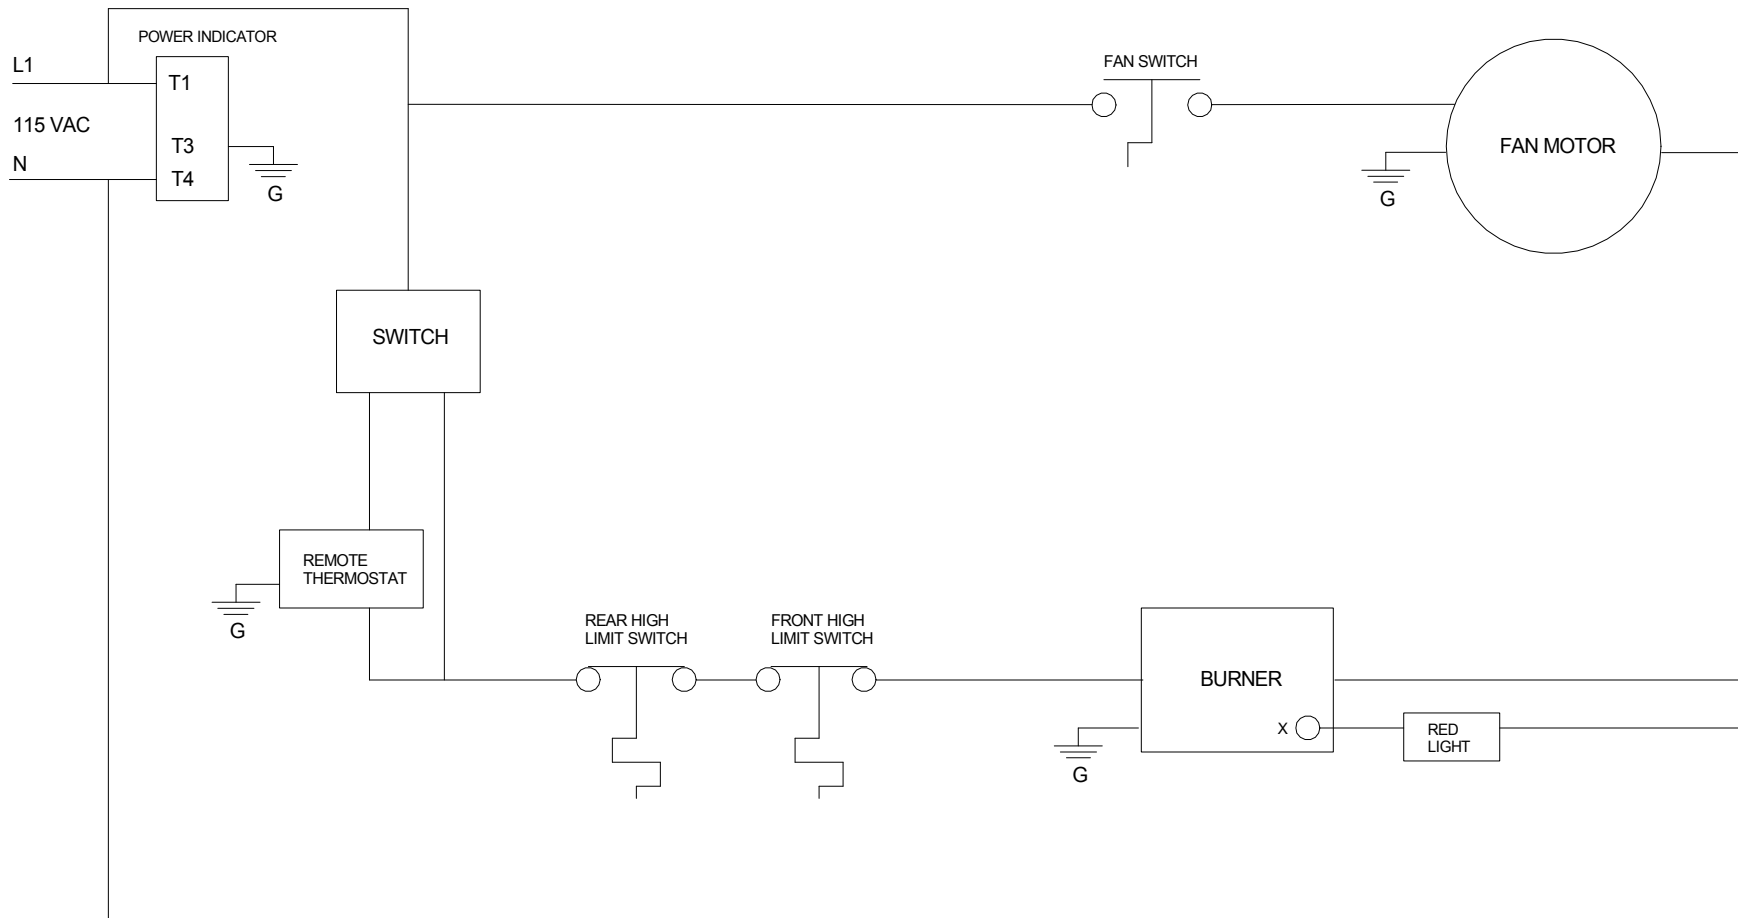 POWER INDICATOR
L1
T1
115 VAC
T3
N
T4
G
FAN SWITCH
FAN MOTOR
G
SWITCH
REMOTE
THERMOSTAT
G
REAR HIGH
LIMIT SWITCH
FRONT HIGH
LIMIT SWITCH
BURNER
X
G
RED
LIGHT